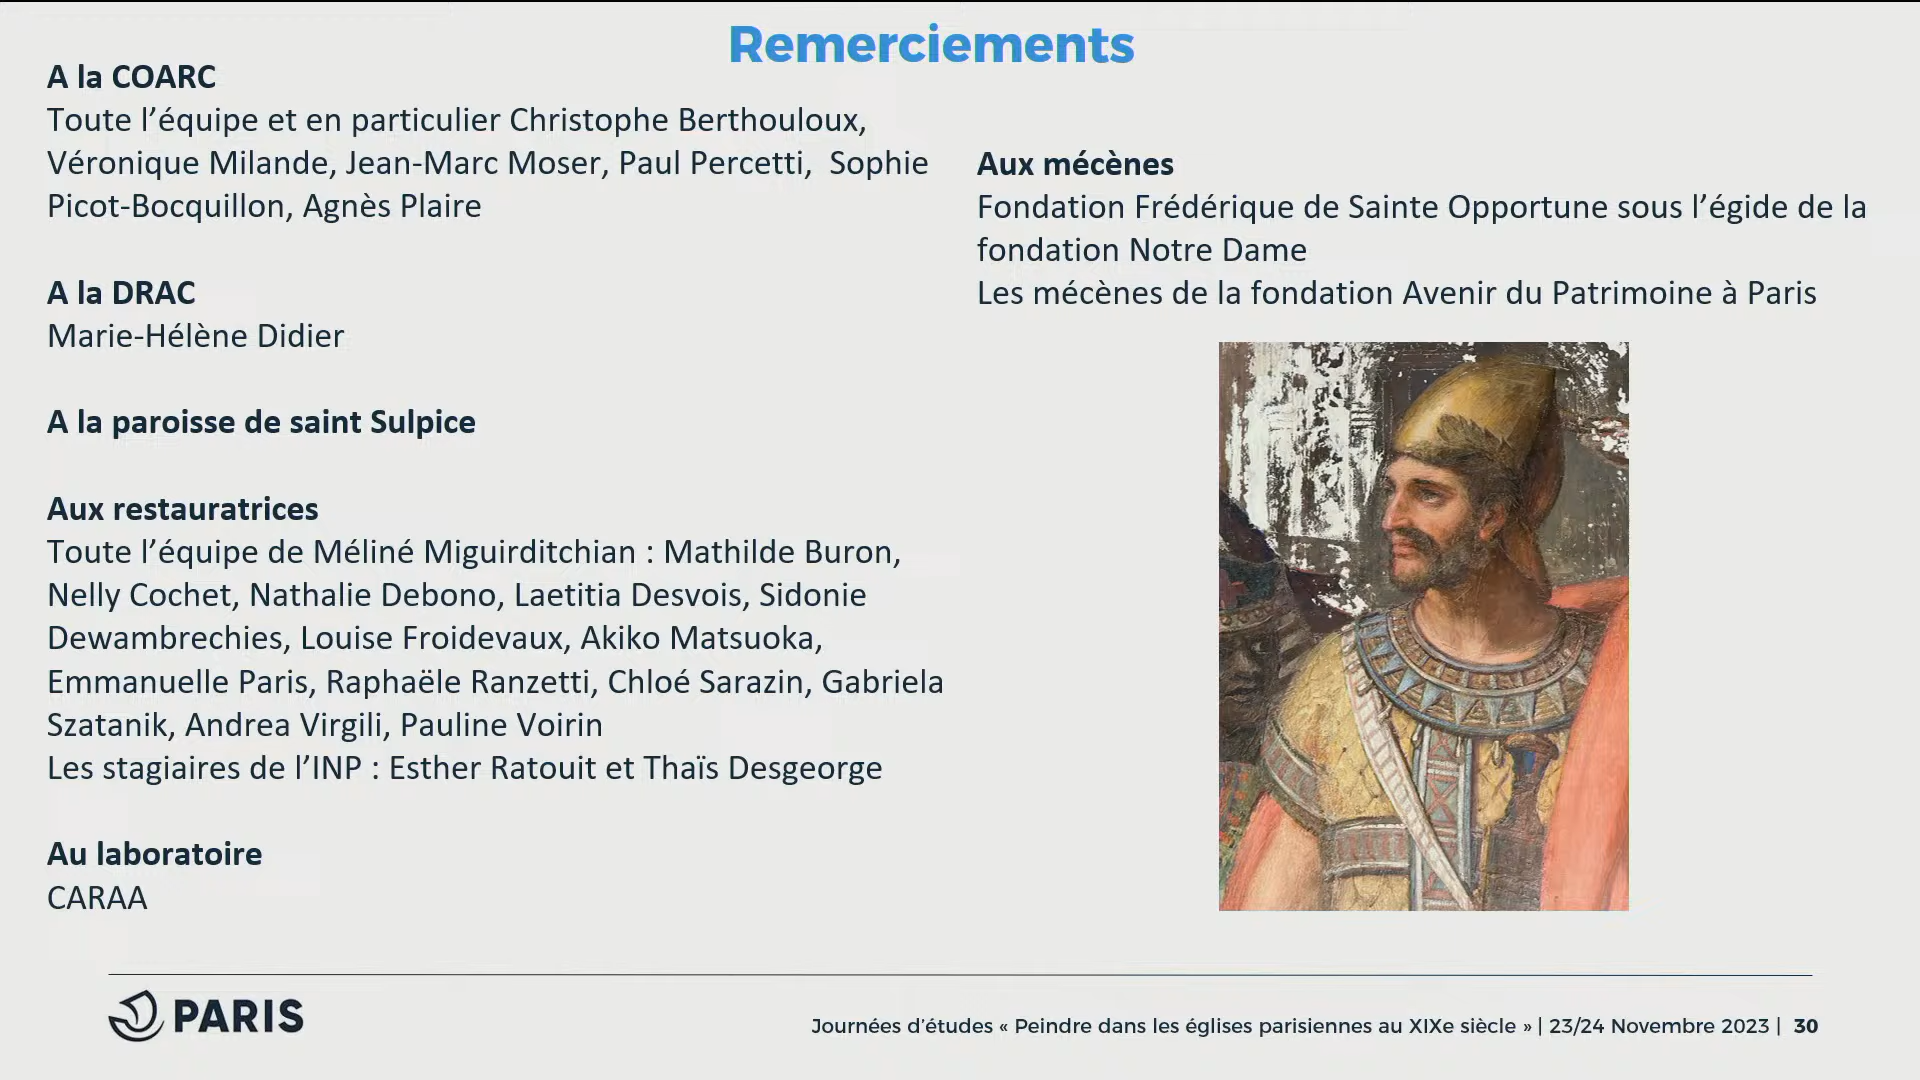 Remerciements
A la COARC
Toute l’équipe et en particulier Christophe Berthouloux,
Véronique Milande, Jean-Marc Moser, Paul Percetti, Sophie
Picot-Bocquillon, Agnès Plaire
A la DRAC
Marie-Hélène Didier
A la paroisse de saint Sulpice
Aux restauratrices
Toute l’équipe de Méliné Miguirditchian : Mathilde Buron,
Nelly Cochet, Nathalie Debono, Laetitia Desvois, Sidonie
Dewambrechies, Louise Froidevaux, Akiko Matsuoka,
Emmanuelle Paris, Raphaële Ranzetti, Chloé Sarazin, Gabriela
Szatanik, Andrea Virgili, Pauline Voirin
Les stagiaires de l’INP : Esther Ratouit et Thaïs Desgeorge
Au laboratoire
CARAA
Aux mécènes
Fondation Frédérique de Sainte Opportune sous l’égide de la
fondation Notre Dame
Les mécènes de la fondation Avenir du Patrimoine à Paris
PARIS
Journées d’études « Peindre dans les églises parisiennes au XIXe siècle » | 23/24 Novembre 2023 | 30